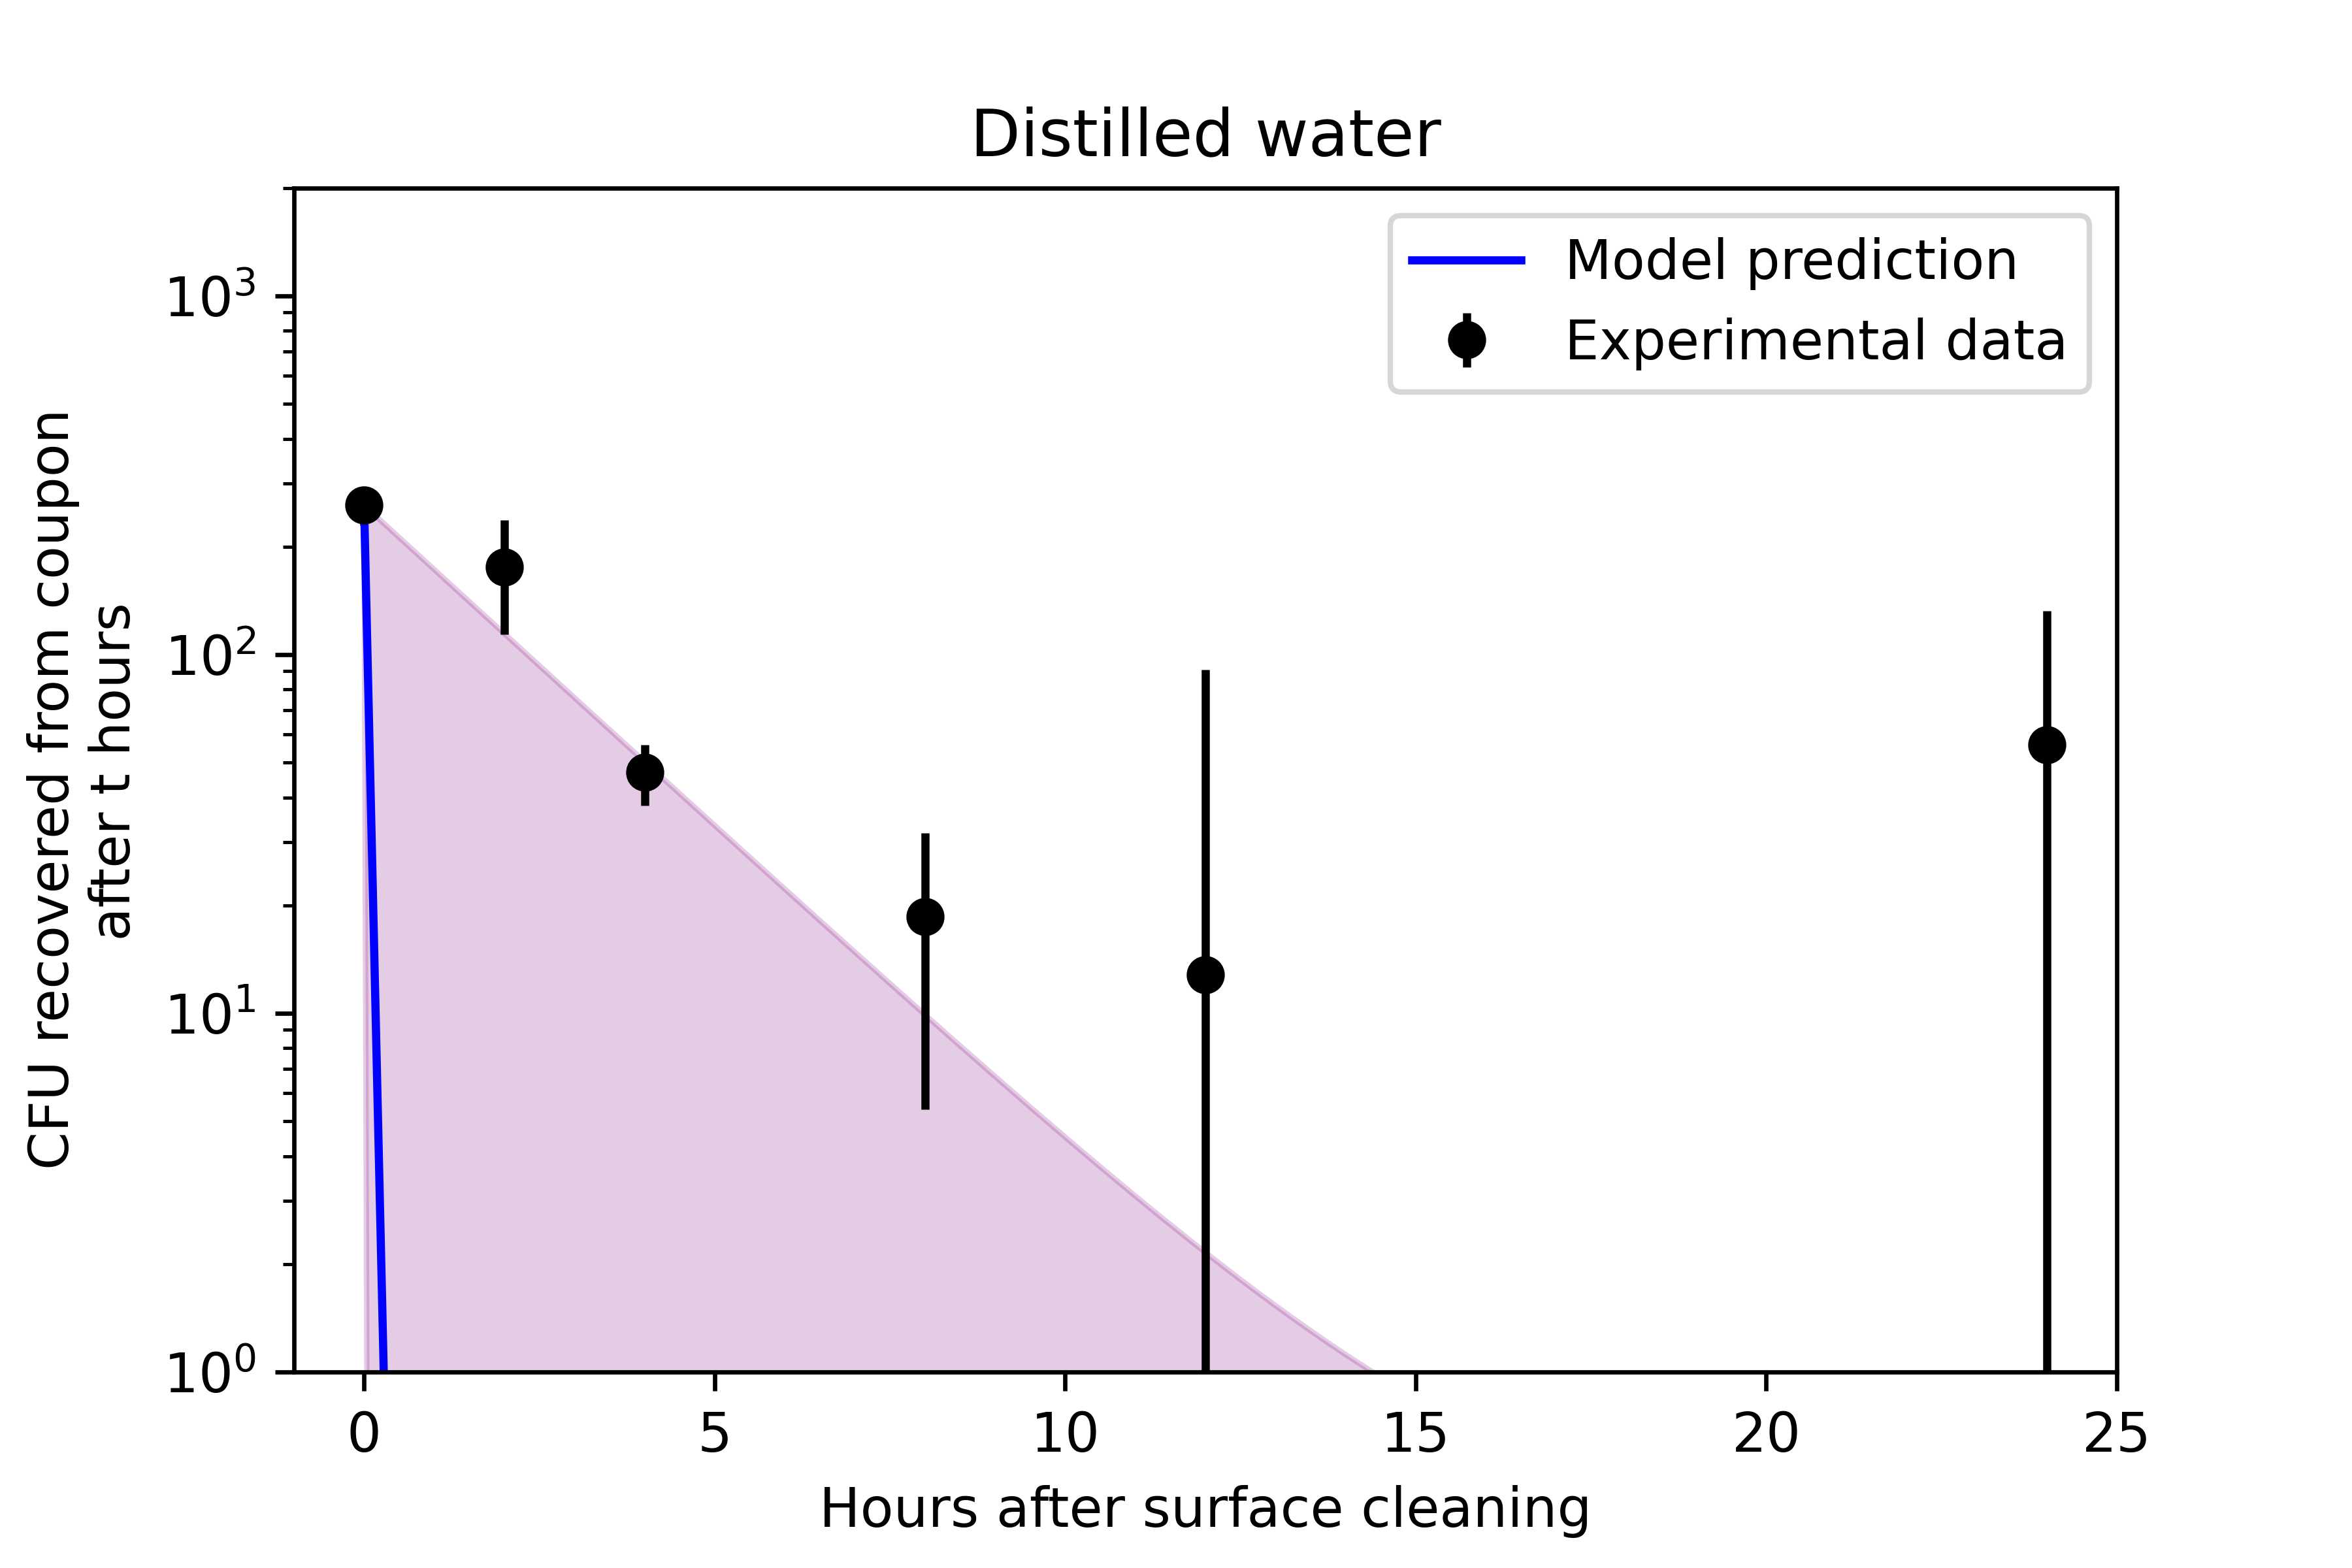 Distilled water
Model prediction
Experimental data
CFU recovered from coupon
after t hours
10³
10²
10¹
10⁰
0 5 10 15 20 25
Hours after surface cleaning